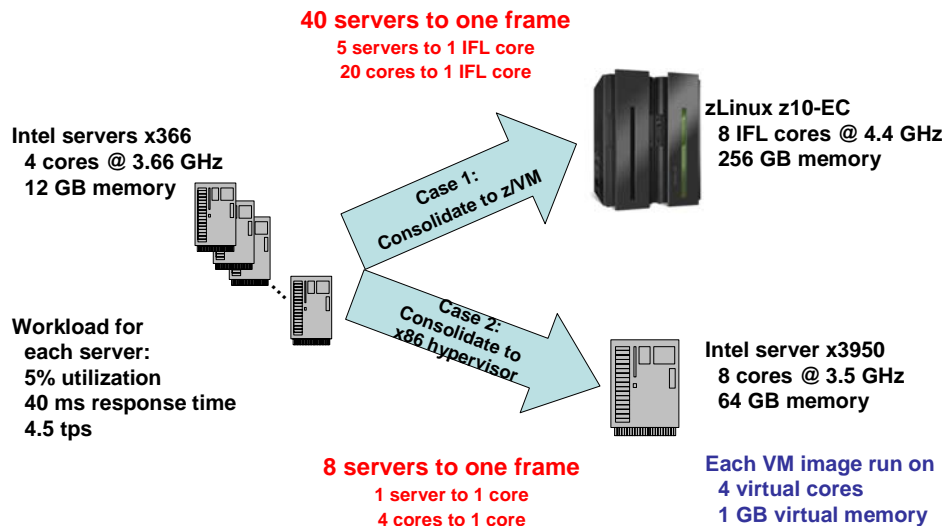 40 servers to one frame
5 servers to 1 IFL core
20 cores to 1 IFL core
Intel servers x366
4 cores @ 3.66 GHz
12 GB memory
Case 1:
Consolidate to z/VM
zLinux z10-EC
8 IFL cores @ 4.4 GHz
256 GB memory
Workload for
each server:
5% utilization
40 ms response time
4.5 tps
Case 2:
Consolidate to
x86 hypervisor
Intel server x3950
8 cores @ 3.5 GHz
64 GB memory
8 servers to one frame
1 server to 1 core
4 cores to 1 core
Each VM image run on
4 virtual cores
1 GB virtual memory